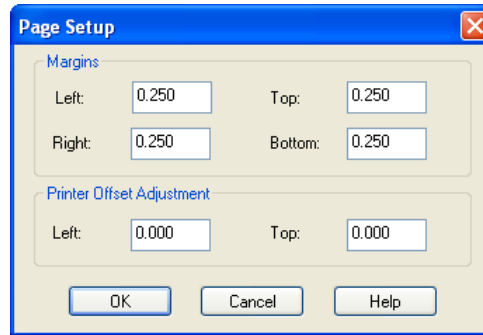 Page Setup
Margins
Left: 0.250 Top: 0.250
Right: 0.250 Bottom: 0.250
Printer Offset Adjustment
Left: 0.000 Top: 0.000
OK Cancel Help